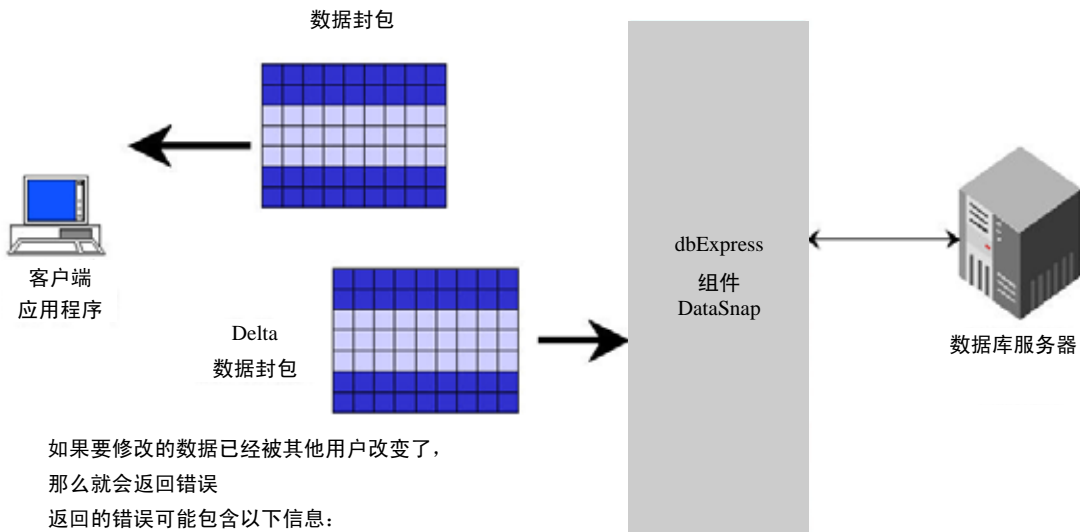 数据封包
客户端
应用程序
Delta
数据封包
dbExpress
组件
DataSnap
数据库服务器
如果要修改的数据已经被其他用户改变了，
那么就会返回错误
返回的错误可能包含以下信息：